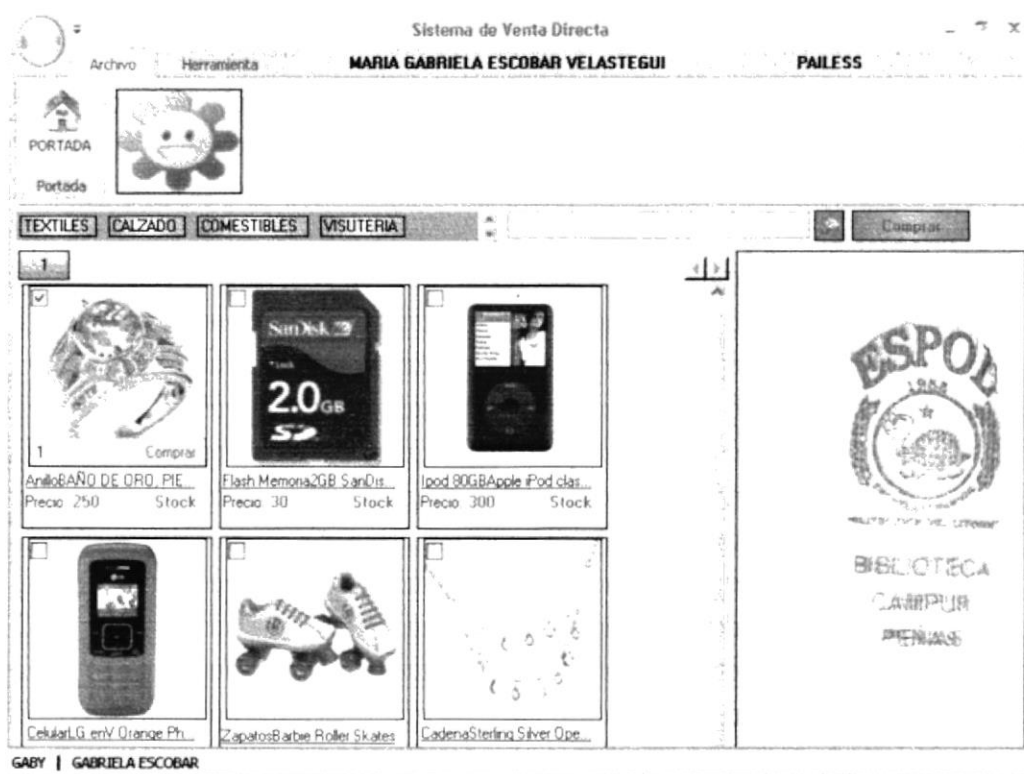 Sistema de Venta Directa
Archivo Herramienta MARIA GABRIELA ESCOBAR VELASTEGUI PAILESS
PORTADA
Portada
TEXTILES CALZADO COMESTIBLES VISUTERIA Comprar
1
SanDisk
Lock
2.0GB
SD
1 Comprar
AnilloBAÑO DE ORO, PIE...
Precio 250 Stock
Flash Memoria2GB SanDis...
Precio 30 Stock
Ipod 80GBApple iPod clas...
Precio 300 Stock
LG
CelularLG enV Orange Ph...
ZapatosBarbie Roller Skates
CadenaSterling Silver Ope...
ESPOL
BIBLIOTECA
CAMPUS
PEÑAS
GABY | GABRIELA ESCOBAR